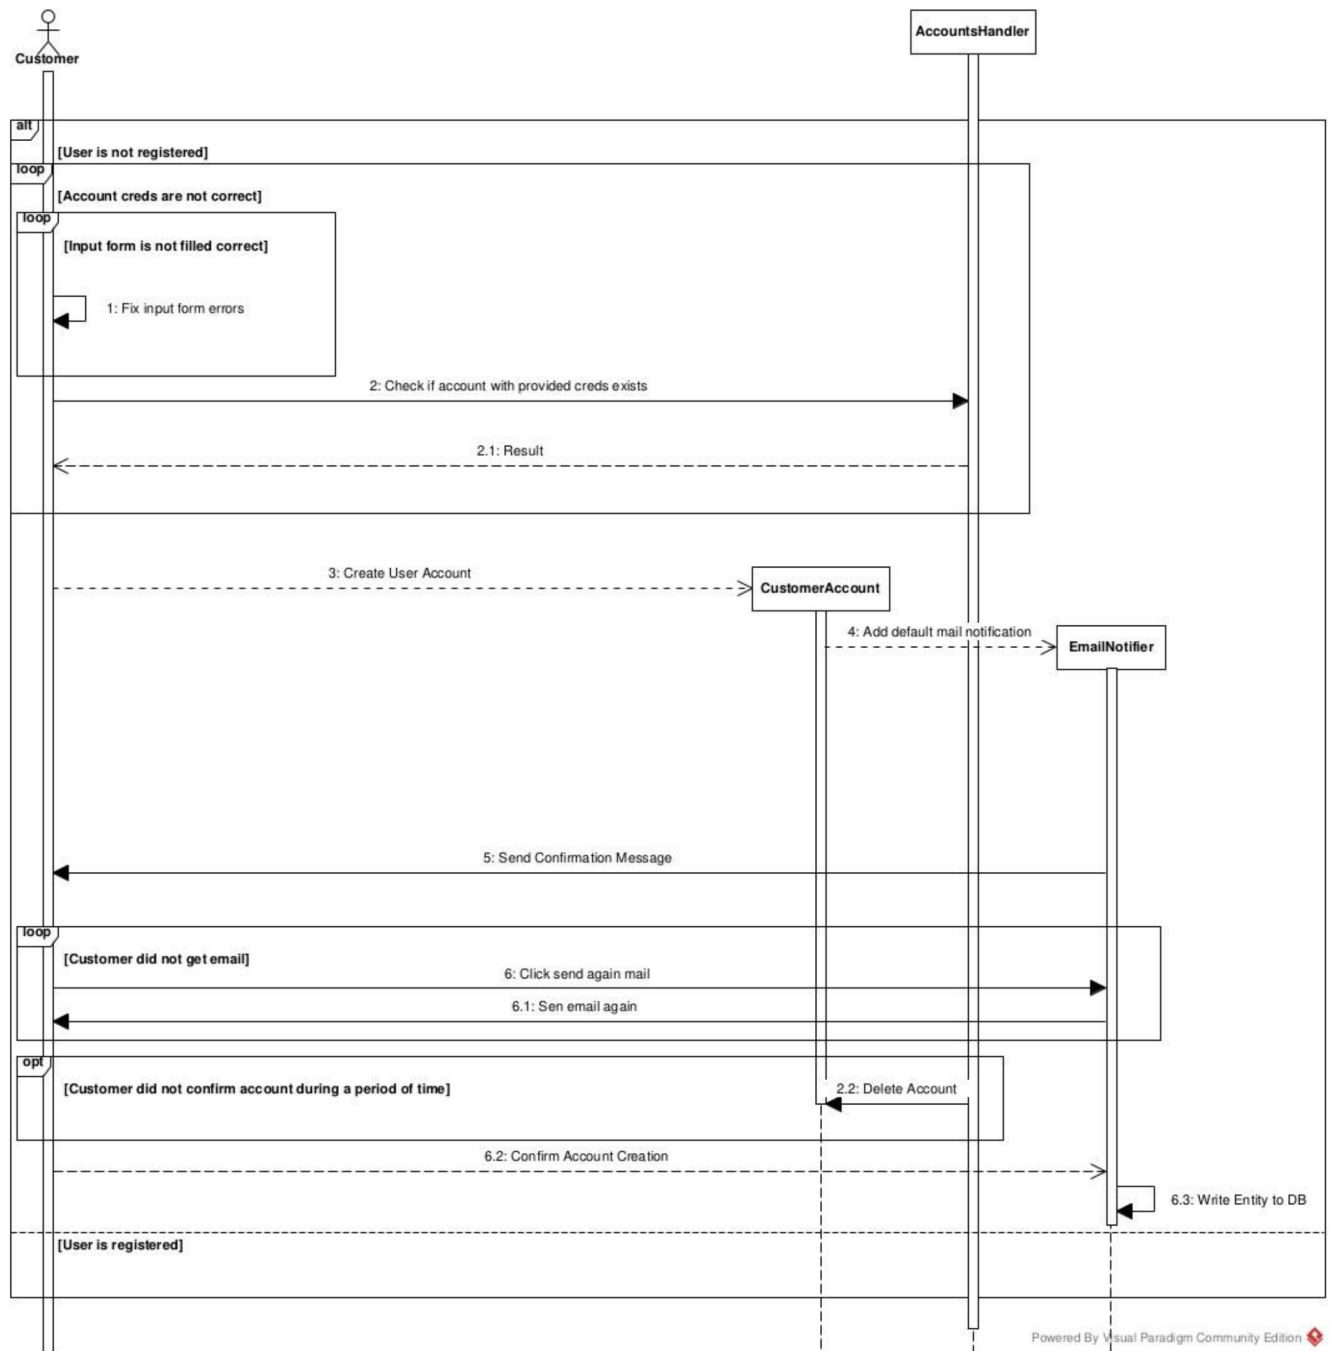 Customer
AccountsHandler
alt
[User is not registered]
loop
[Account creds are not correct]
loop
[Input form is not filled correct]
1: Fix input form errors
2: Check if account with provided creds exists
2.1: Result
3: Create User Account
CustomerAccount
4: Add default mail notification
EmailNotifier
5: Send Confirmation Message
loop
[Customer did not get email]
6: Click send again mail
6.1: Sen email again
opt
[Customer did not confirm account during a period of time]
2.2: Delete Account
6.2: Confirm Account Creation
6.3: Write Entity to DB
[User is registered]
Powered By Visual Paradigm Community Edition